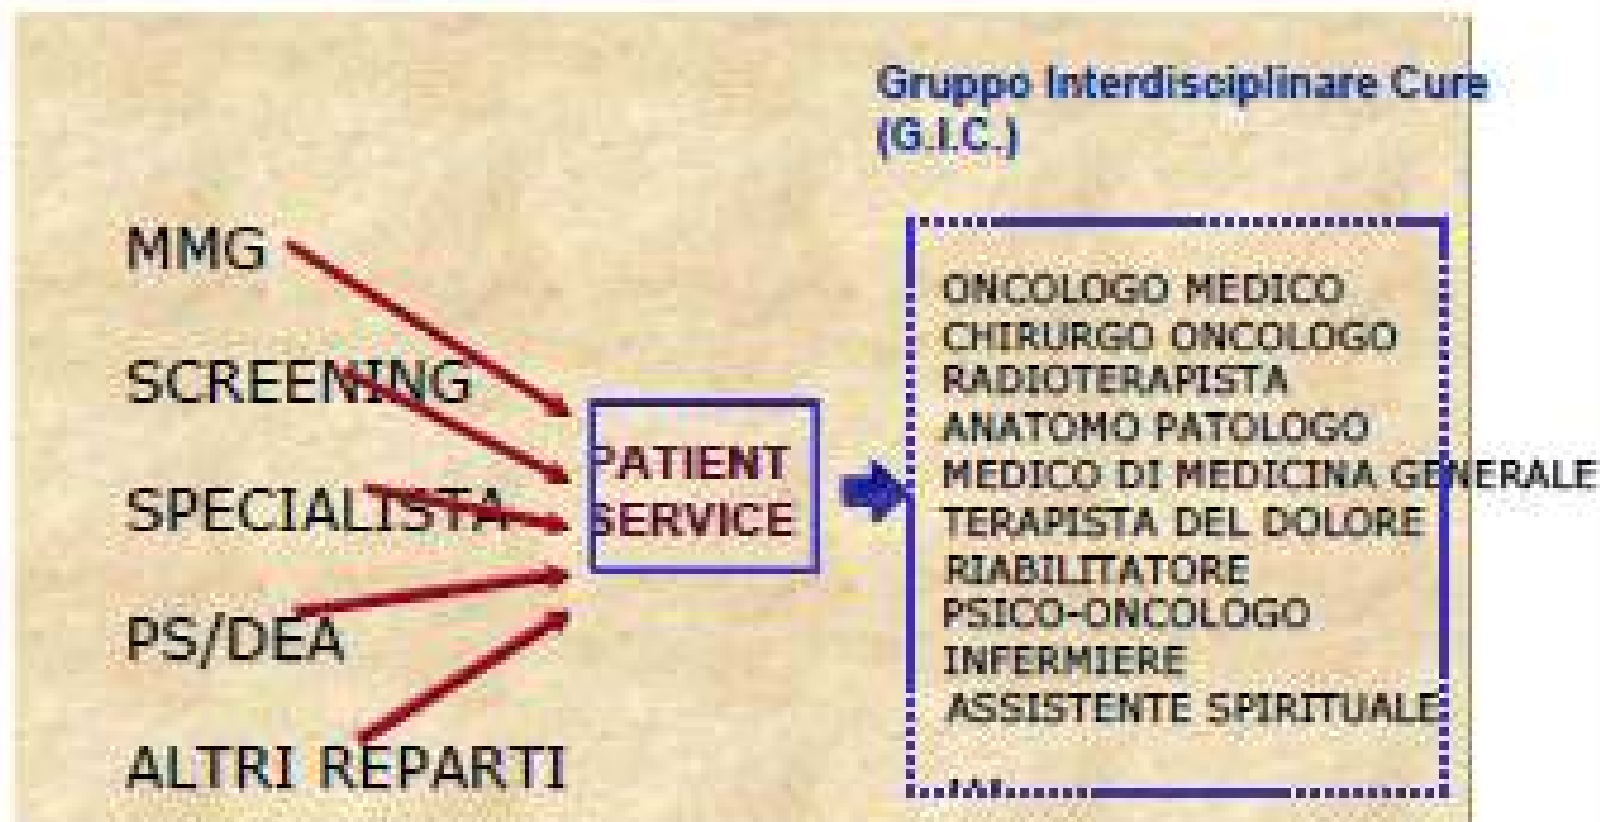 Gruppo Interdisciplinare Cure
(G.I.C.)
MMG
SCREENING
SPECIALISTA
PS/DEA
ALTRI REPARTI
PATIENT
SERVICE
ONCOLOGO MEDICO
CHIRURGO ONCOLOGO
RADIOTERAPISTA
ANATOMO PATOLOGO
MEDICO DI MEDICINA GENERALE
TERAPISTA DEL DOLORE
RIABILITATORE
PSICO-ONCOLOGO
INFERMIERE
ASSISTENTE SPIRITUALE